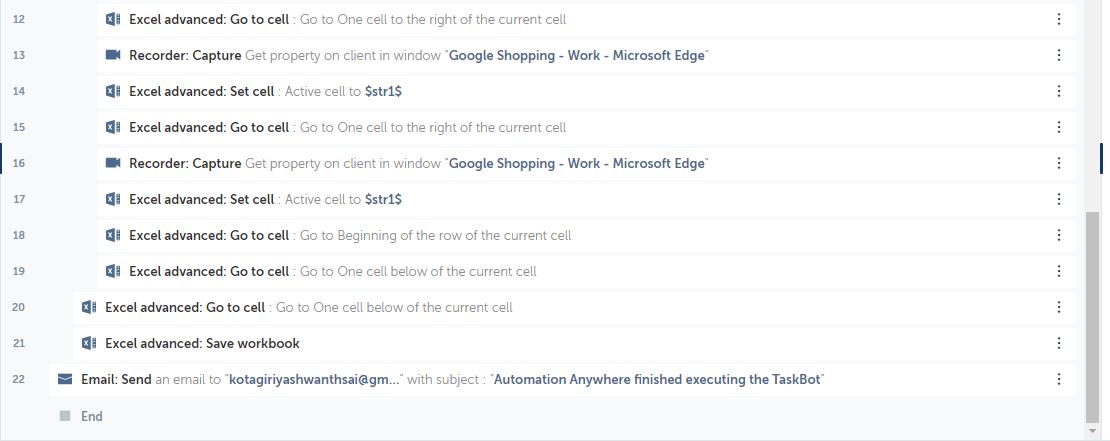 12 Excel advanced: Go to cell : Go to One cell to the right of the current cell
13 Recorder: Capture Get property on client in window "Google Shopping - Work - Microsoft Edge"
14 Excel advanced: Set cell : Active cell to $str1$
15 Excel advanced: Go to cell : Go to One cell to the right of the current cell
16 Recorder: Capture Get property on client in window "Google Shopping - Work - Microsoft Edge"
17 Excel advanced: Set cell : Active cell to $str1$
18 Excel advanced: Go to cell : Go to Beginning of the row of the current cell
19 Excel advanced: Go to cell : Go to One cell below of the current cell
20 Excel advanced: Go to cell : Go to One cell below of the current cell
21 Excel advanced: Save workbook
22 Email: Send an email to "kotagiriyashwanthsai@gm..." with subject : "Automation Anywhere finished executing the TaskBot"
End